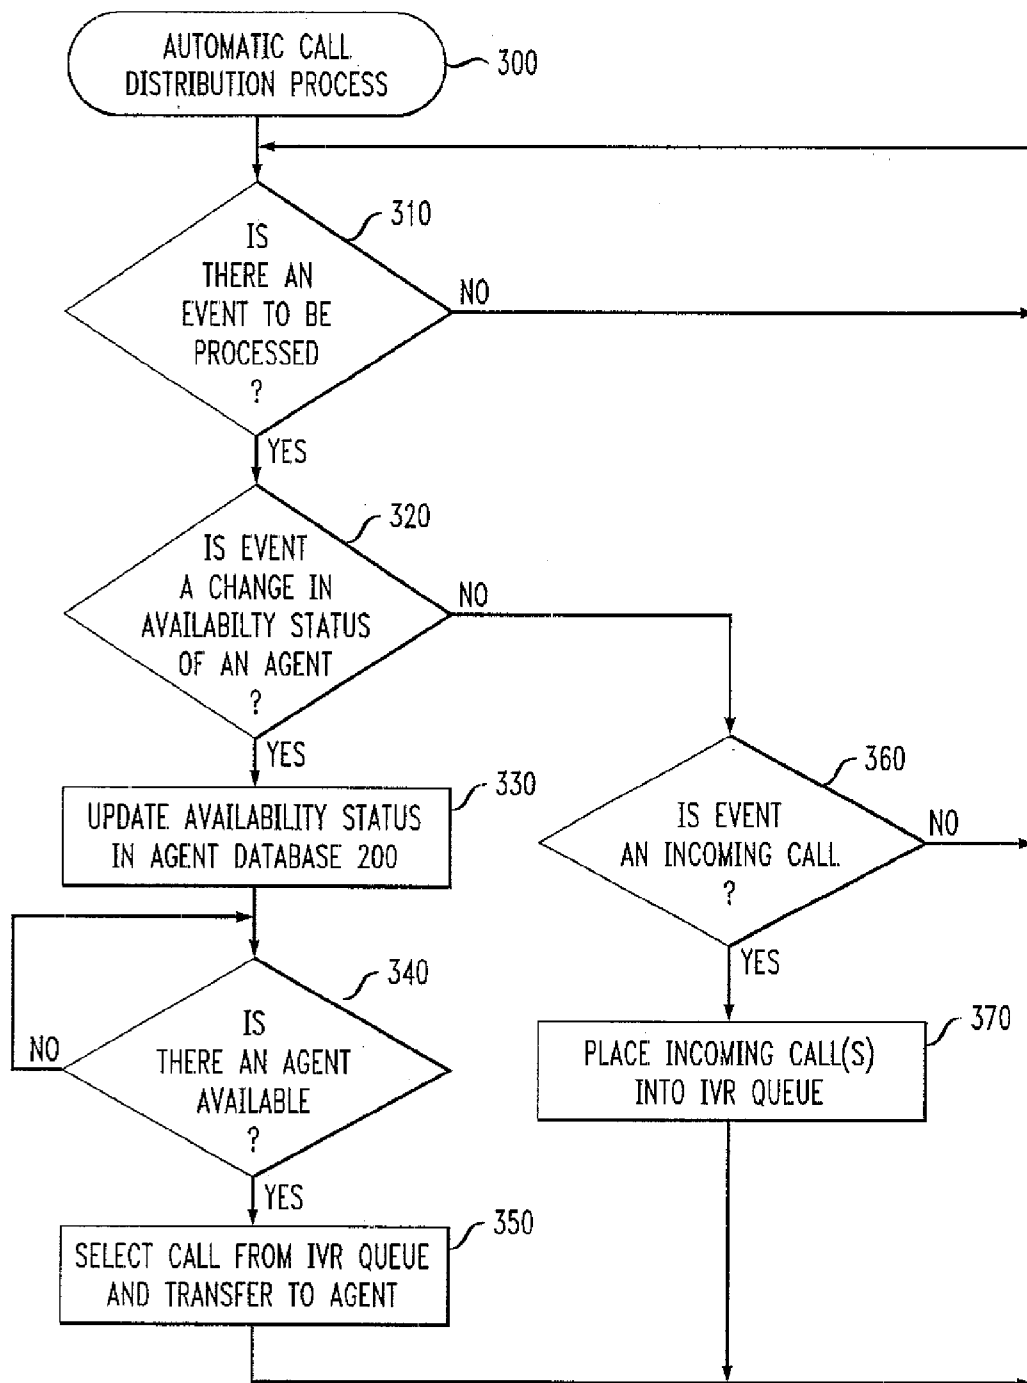 AUTOMATIC CALL
DISTRIBUTION PROCESS
300
310
IS
THERE AN
EVENT TO BE
PROCESSED
?
NO
YES
320
IS EVENT
A CHANGE IN
AVAILABILTY STATUS
OF AN AGENT
?
NO
YES
330
UPDATE AVAILABILITY STATUS
IN AGENT DATABASE 200
360
IS EVENT
AN INCOMING CALL
?
NO
YES
340
IS
THERE AN AGENT
AVAILABLE
?
NO
YES
370
PLACE INCOMING CALL(S)
INTO IVR QUEUE
350
SELECT CALL FROM IVR QUEUE
AND TRANSFER TO AGENT